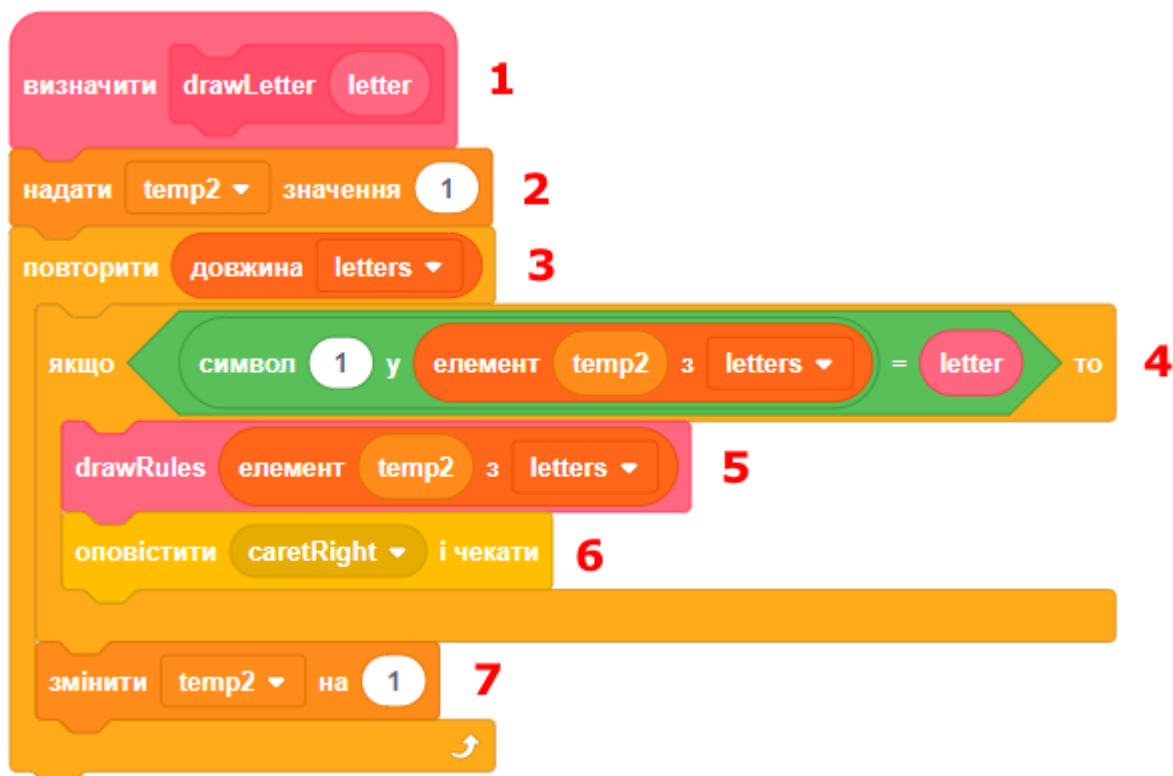 визначити drawLetter letter 1
надати temp2 значення 1 2
повторити довжина letters 3
якщо символ 1 у елемент temp2 з letters = letter то 4
drawRules елемент temp2 з letters 5
оповістити caretRight і чекати 6
змінити temp2 на 1 7